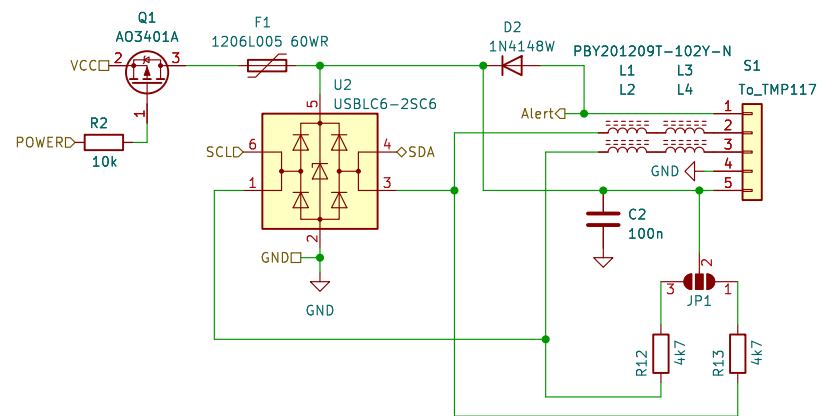 Q1
AO3401A
VCC
2
3
1
R2
POWER
10k
F1
1206L005 60WR
D2
1N4148W
PBY201209T-102Y-N
L1 L3
L2 L4
S1
To_TMP117
Alert
1
2
3
4
5
GND
U2
USBLC6-2SC6
5
SCL
6
4
SDA
1
3
2
GND
GND
C2
100n
2
3
1
JP1
R12
4k7
R13
4k7